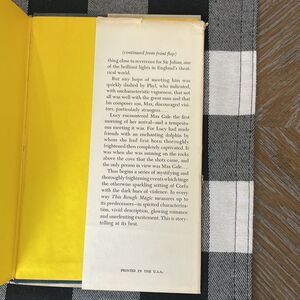 (continued from front flap)
thing close to reverence for Sir Julian, one
of the brilliant lights in England's theat-
rical world.
But any hope of meeting him was
quickly dashed by Phyl, who indicated,
with uncharacteristic vagueness, that not
all was well with the great man and that
his composer son, Max, discouraged visi-
tors, particularly strangers ...
Lucy encountered Max Gale the first
morning of her arrival—and a tempestu-
ous meeting it was. For Lucy had made
friends with an enchanting dolphin by
whom she had first been thoroughly
frightened then completely captivated. It
was when she was sunning on the rocks
above the cove that the shots came, and
the only person in view was Max Gale.
Thus begins a series of mystifying and
thoroughly frightening events which tinge
the otherwise sparkling setting of Corfu
with the dark hues of violence. In every
way This Rough Magic measures up to
its predecessors—in spirited characteriza-
tion, vivid description, glowing romance
and unrelenting excitement. This is story-
telling at its best.
PRINTED IN THE U.S.A.